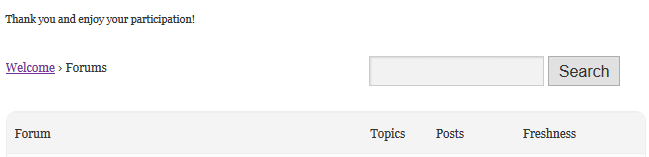 Thank you and enjoy your participation!
Welcome › Forums
Search
Forum Topics Posts Freshness